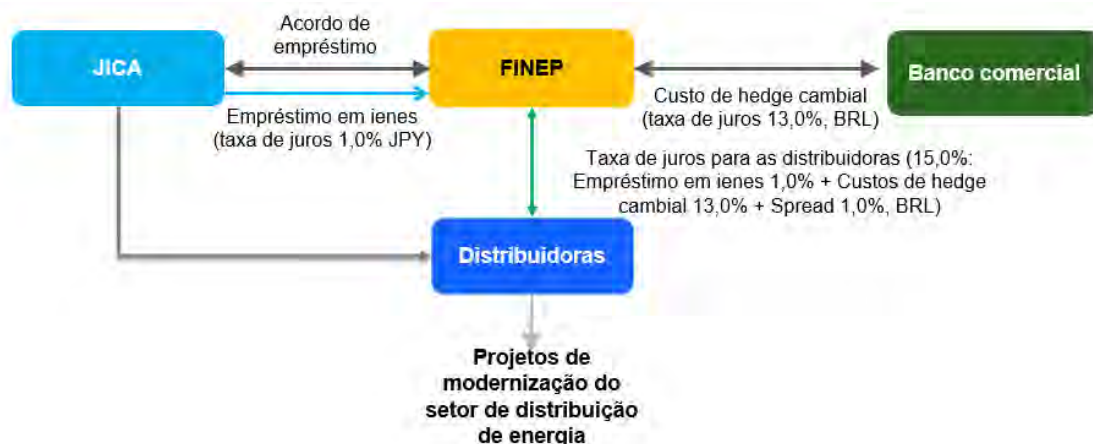 Acordo de
empréstimo
JICA
FINEP
Banco comercial
Empréstimo em ienes
(taxa de juros 1,0% JPY)
Custo de hedge cambial
(taxa de juros 13,0%, BRL)
Taxa de juros para as distribuidoras (15,0%:
Empréstimo em ienes 1,0% + Custos de hedge
cambial 13,0% + Spread 1,0%, BRL)
Distribuidoras
Projetos de
modernização do
setor de distribuição
de energia